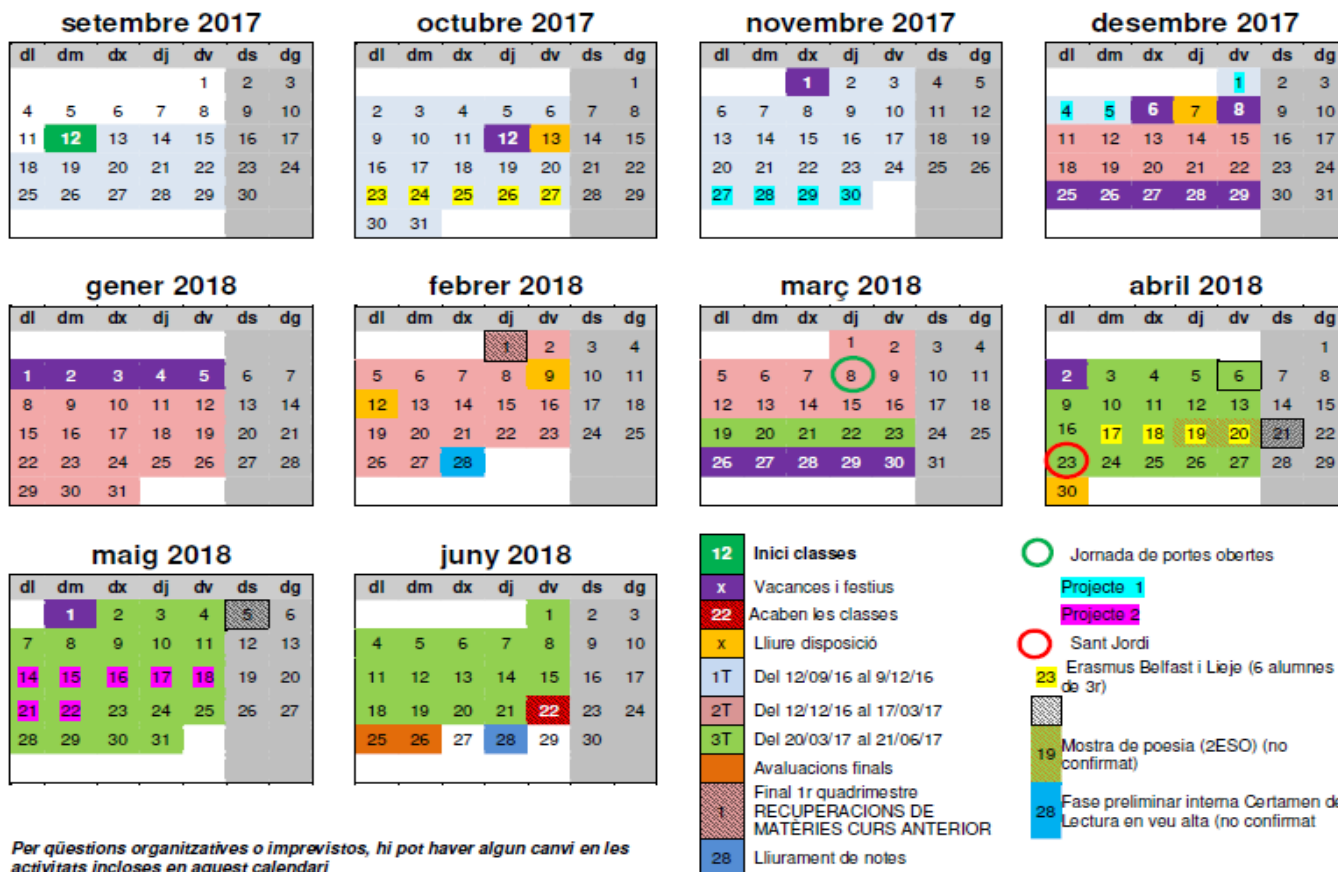 setembre 2017 octubre 2017 novembre 2017 desembre 2017
dl dm dx dj dv ds dg dl dm dx dj dv ds dg dl dm dx dj dv ds dg dl dm dx dj dv ds dg
1 2 3 1 1 2 3 4 5 1 2 3
4 5 6 7 8 9 10 2 3 4 5 6 7 8 6 7 8 9 10 11 12 4 5 6 7 8 9 10
11 12 13 14 15 16 17 9 10 11 12 13 14 15 13 14 15 16 17 18 19 11 12 13 14 15 16 17
18 19 20 21 22 23 24 16 17 18 19 20 21 22 20 21 22 23 24 25 26 18 19 20 21 22 23 24
25 26 27 28 29 30 23 24 25 26 27 28 29 27 28 29 30 25 26 27 28 29 30 31
30 31
gener 2018 febrer 2018 març 2018 abril 2018
dl dm dx dj dv ds dg dl dm dx dj dv ds dg dl dm dx dj dv ds dg dl dm dx dj dv ds dg
1 2 3 4 1 2 3 4 1
1 2 3 4 5 6 7 5 6 7 8 9 10 11 5 6 7 8 9 10 11 2 3 4 5 6 7 8
8 9 10 11 12 13 14 12 13 14 15 16 17 18 12 13 14 15 16 17 18 9 10 11 12 13 14 15
15 16 17 18 19 20 21 19 20 21 22 23 24 25 19 20 21 22 23 24 25 16 17 18 19 20 21 22
22 23 24 25 26 27 28 26 27 28 26 27 28 29 30 31 23 24 25 26 27 28 29
29 30 31 30
maig 2018 juny 2018
dl dm dx dj dv ds dg dl dm dx dj dv ds dg
1 2 3 4 5 6 1 2 3
7 8 9 10 11 12 13 4 5 6 7 8 9 10
14 15 16 17 18 19 20 11 12 13 14 15 16 17
21 22 23 24 25 26 27 18 19 20 21 22 23 24
28 29 30 31 25 26 27 28 29 30
12 Inici classes
x Vacances i festius
22 Acaben les classes
x Lliure disposició
1T Del 12/09/16 al 9/12/16
2T Del 12/12/16 al 17/03/17
3T Del 20/03/17 al 21/06/17
Avaluacions finals
Final 1r quadrimestre
1 RECUPERACIONS DE
MATÈRIES CURS ANTERIOR
28 Lliurament de notes
Jornada de portes obertes
Projecte 1
Projecte 2
Sant Jordi
23 Erasmus Belfast i Lieje (6 alumnes
de 3r)
19 Mostra de poesia (2ESO) (no
confirmat)
28 Fase preliminar interna Certamen de
Lectura en veu alta (no confirmat
Per qüestions organitzatives o imprevistos, hi pot haver algun canvi en les
activitats incloses en aquest calendari